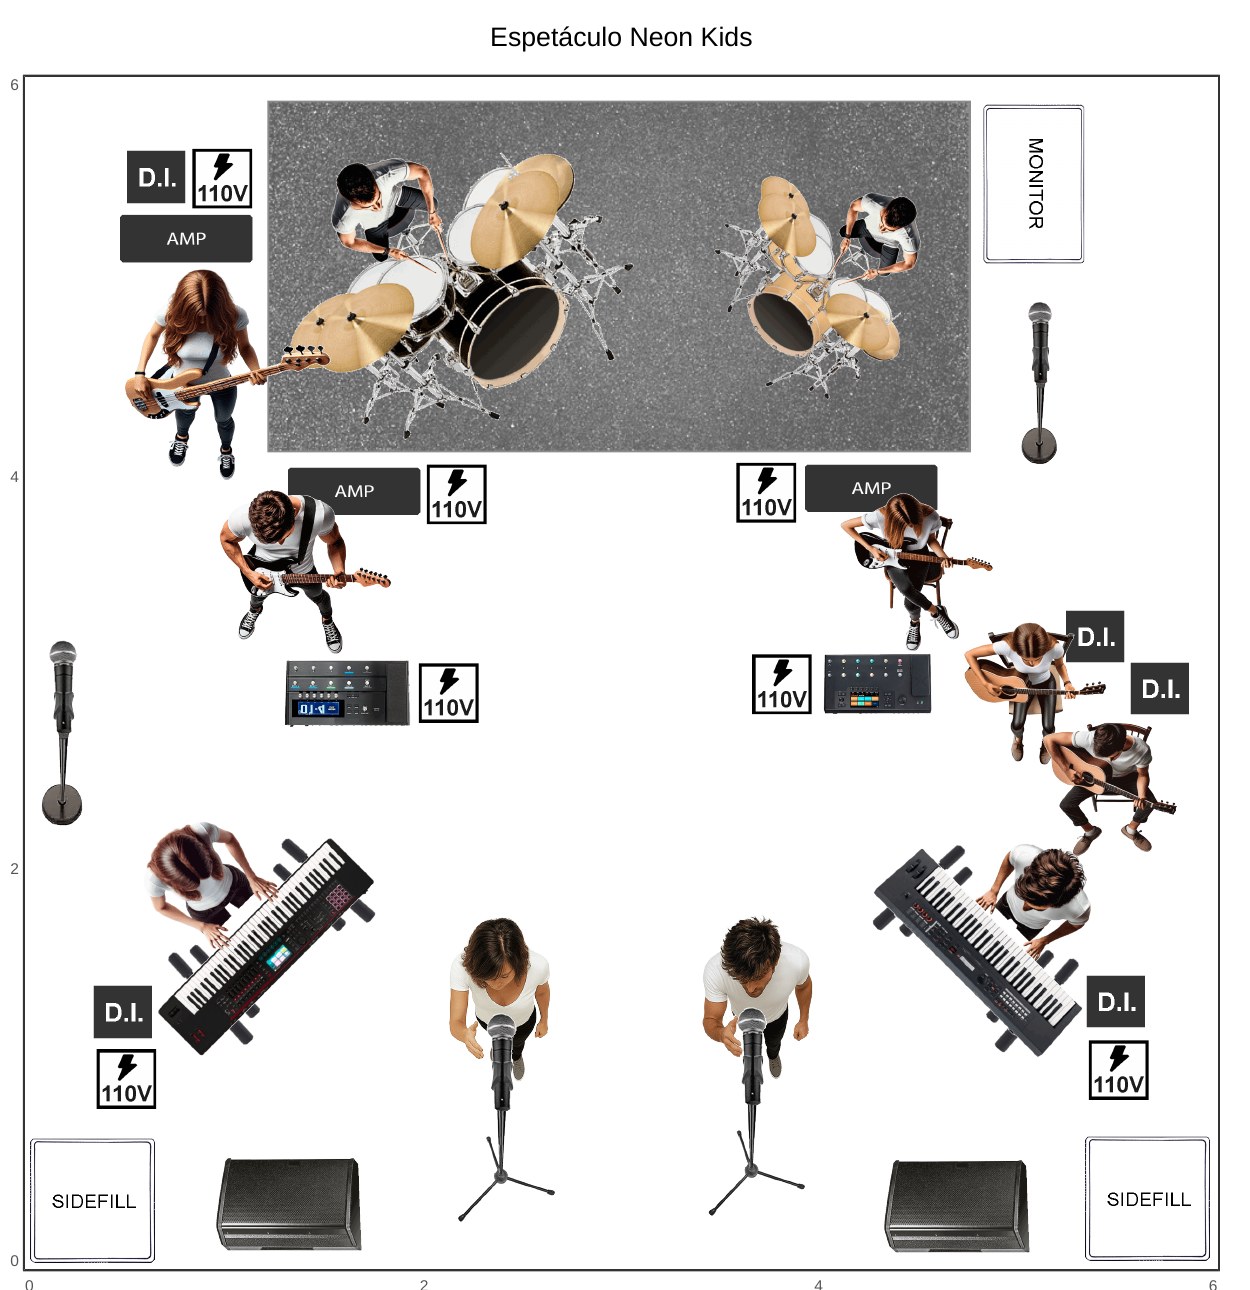 Espetáculo Neon Kids
6
MONITOR
D.I.
110V
AMP
4
AMP
110V
110V
AMP
D.I.
D.I.
110V
110V
2
D.I.
110V
D.I.
110V
SIDEFILL
SIDEFILL
0
0
2
4
6